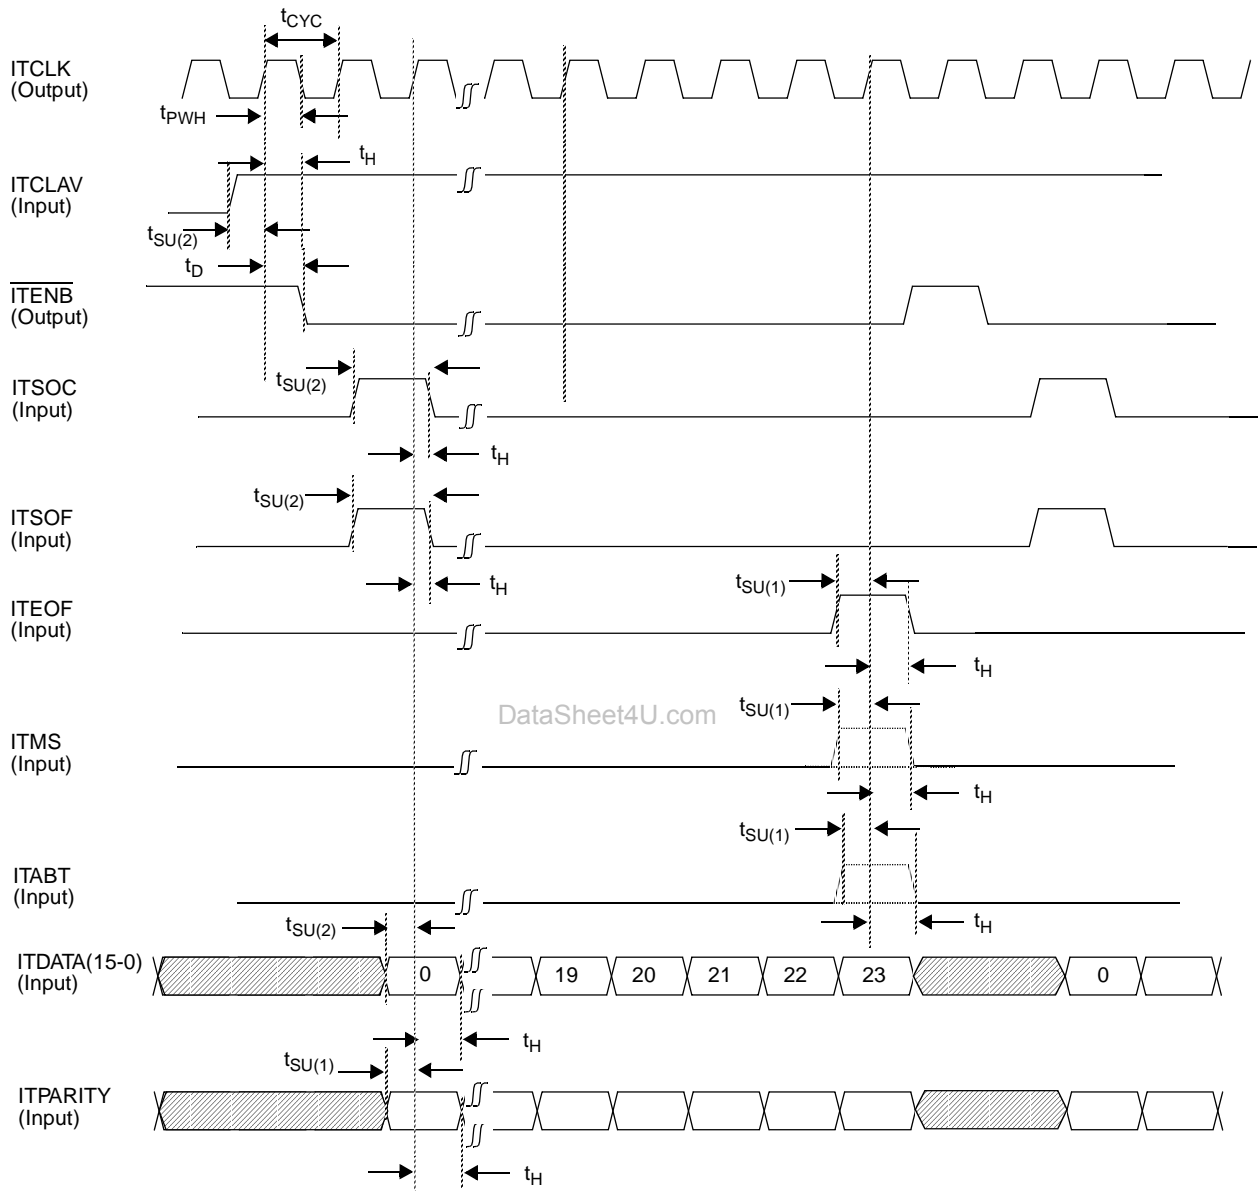 tCYC
ITCLK
(Output)
tPWH
tH
ITCLAV
(Input)
tSU(2)
tD
ITENB
(Output)
ITSOC
(Input)
tSU(2)
tH
tSU(2)
ITSOF
(Input)
tH
tSU(1)
ITEOF
(Input)
tH
DataSheet4U.com
tSU(1)
ITMS
(Input)
tH
tSU(1)
ITABT
(Input)
tH
tSU(2)
ITDATA(15-0)
(Input)
0 19 20 21 22 23 0
tH
tSU(1)
ITPARITY
(Input)
tH